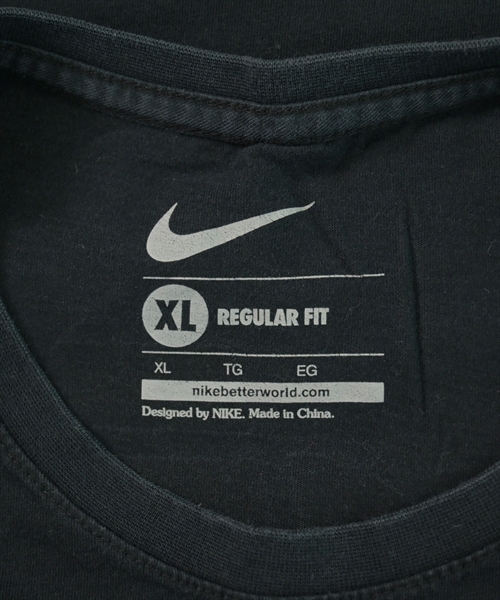 XL REGULAR FIT
XL TG EG
nikebetterworld.com
Designed by NIKE. Made in China.